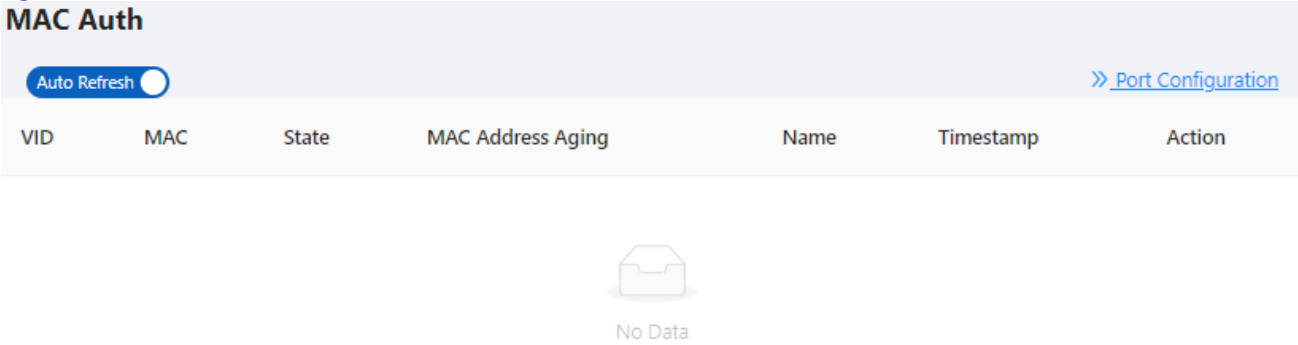 MAC Auth
Auto Refresh
Port Configuration
VID MAC State MAC Address Aging Name Timestamp Action
No Data